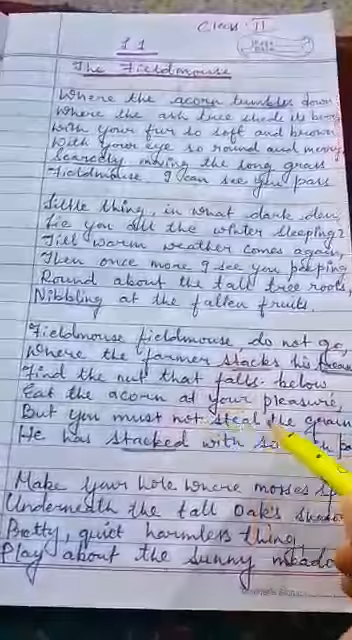 Class - II
L 1
The Fieldmouse
Where the acorn tumbles down,
Where the ash tree sheds its berry
With your fur so soft and brown
With your eye so round and merry
Scarcely moving the long grass
Fieldmouse I can see you pass
Little thing, in what dark den,
Lie you all the winter sleeping?
Till warm weather comes again,
Then once more I see you peeping
Round about the tall tree roots,
Nibbling at the fallen fruits.
Fieldmouse fieldmouse do not go,
Where the farmer stacks his
Find the nut that falls below
Eat the acorn at your pleasure,
But you must not steal the grain
He has stacked with so
Make your hole where mosses
Underneath the tall oak's
Pretty, quiet harmless thing,
Play about the sunny